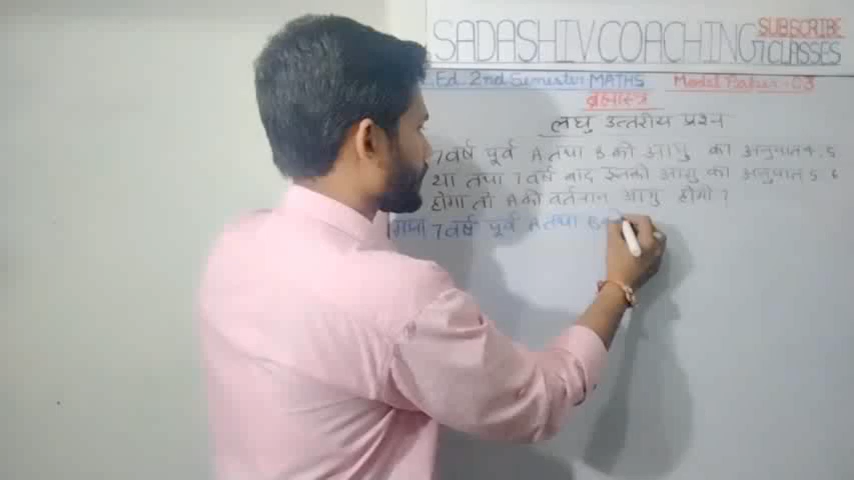 SADASHIV COACHING CLASSES
SUBSCRIBE
Ed. 2nd Semester MATHS Model Paper-03
ब्रह्मास्त्र
लघु उत्तरीय प्रश्न
7 वर्ष पूर्व A तथा B की आयु का अनुपात 4:5
था तथा 7 वर्ष बाद इनकी आयु का अनुपात 5:6
होगा तो A की वर्तमान आयु होगी ?
7 वर्ष पूर्व A तथा B